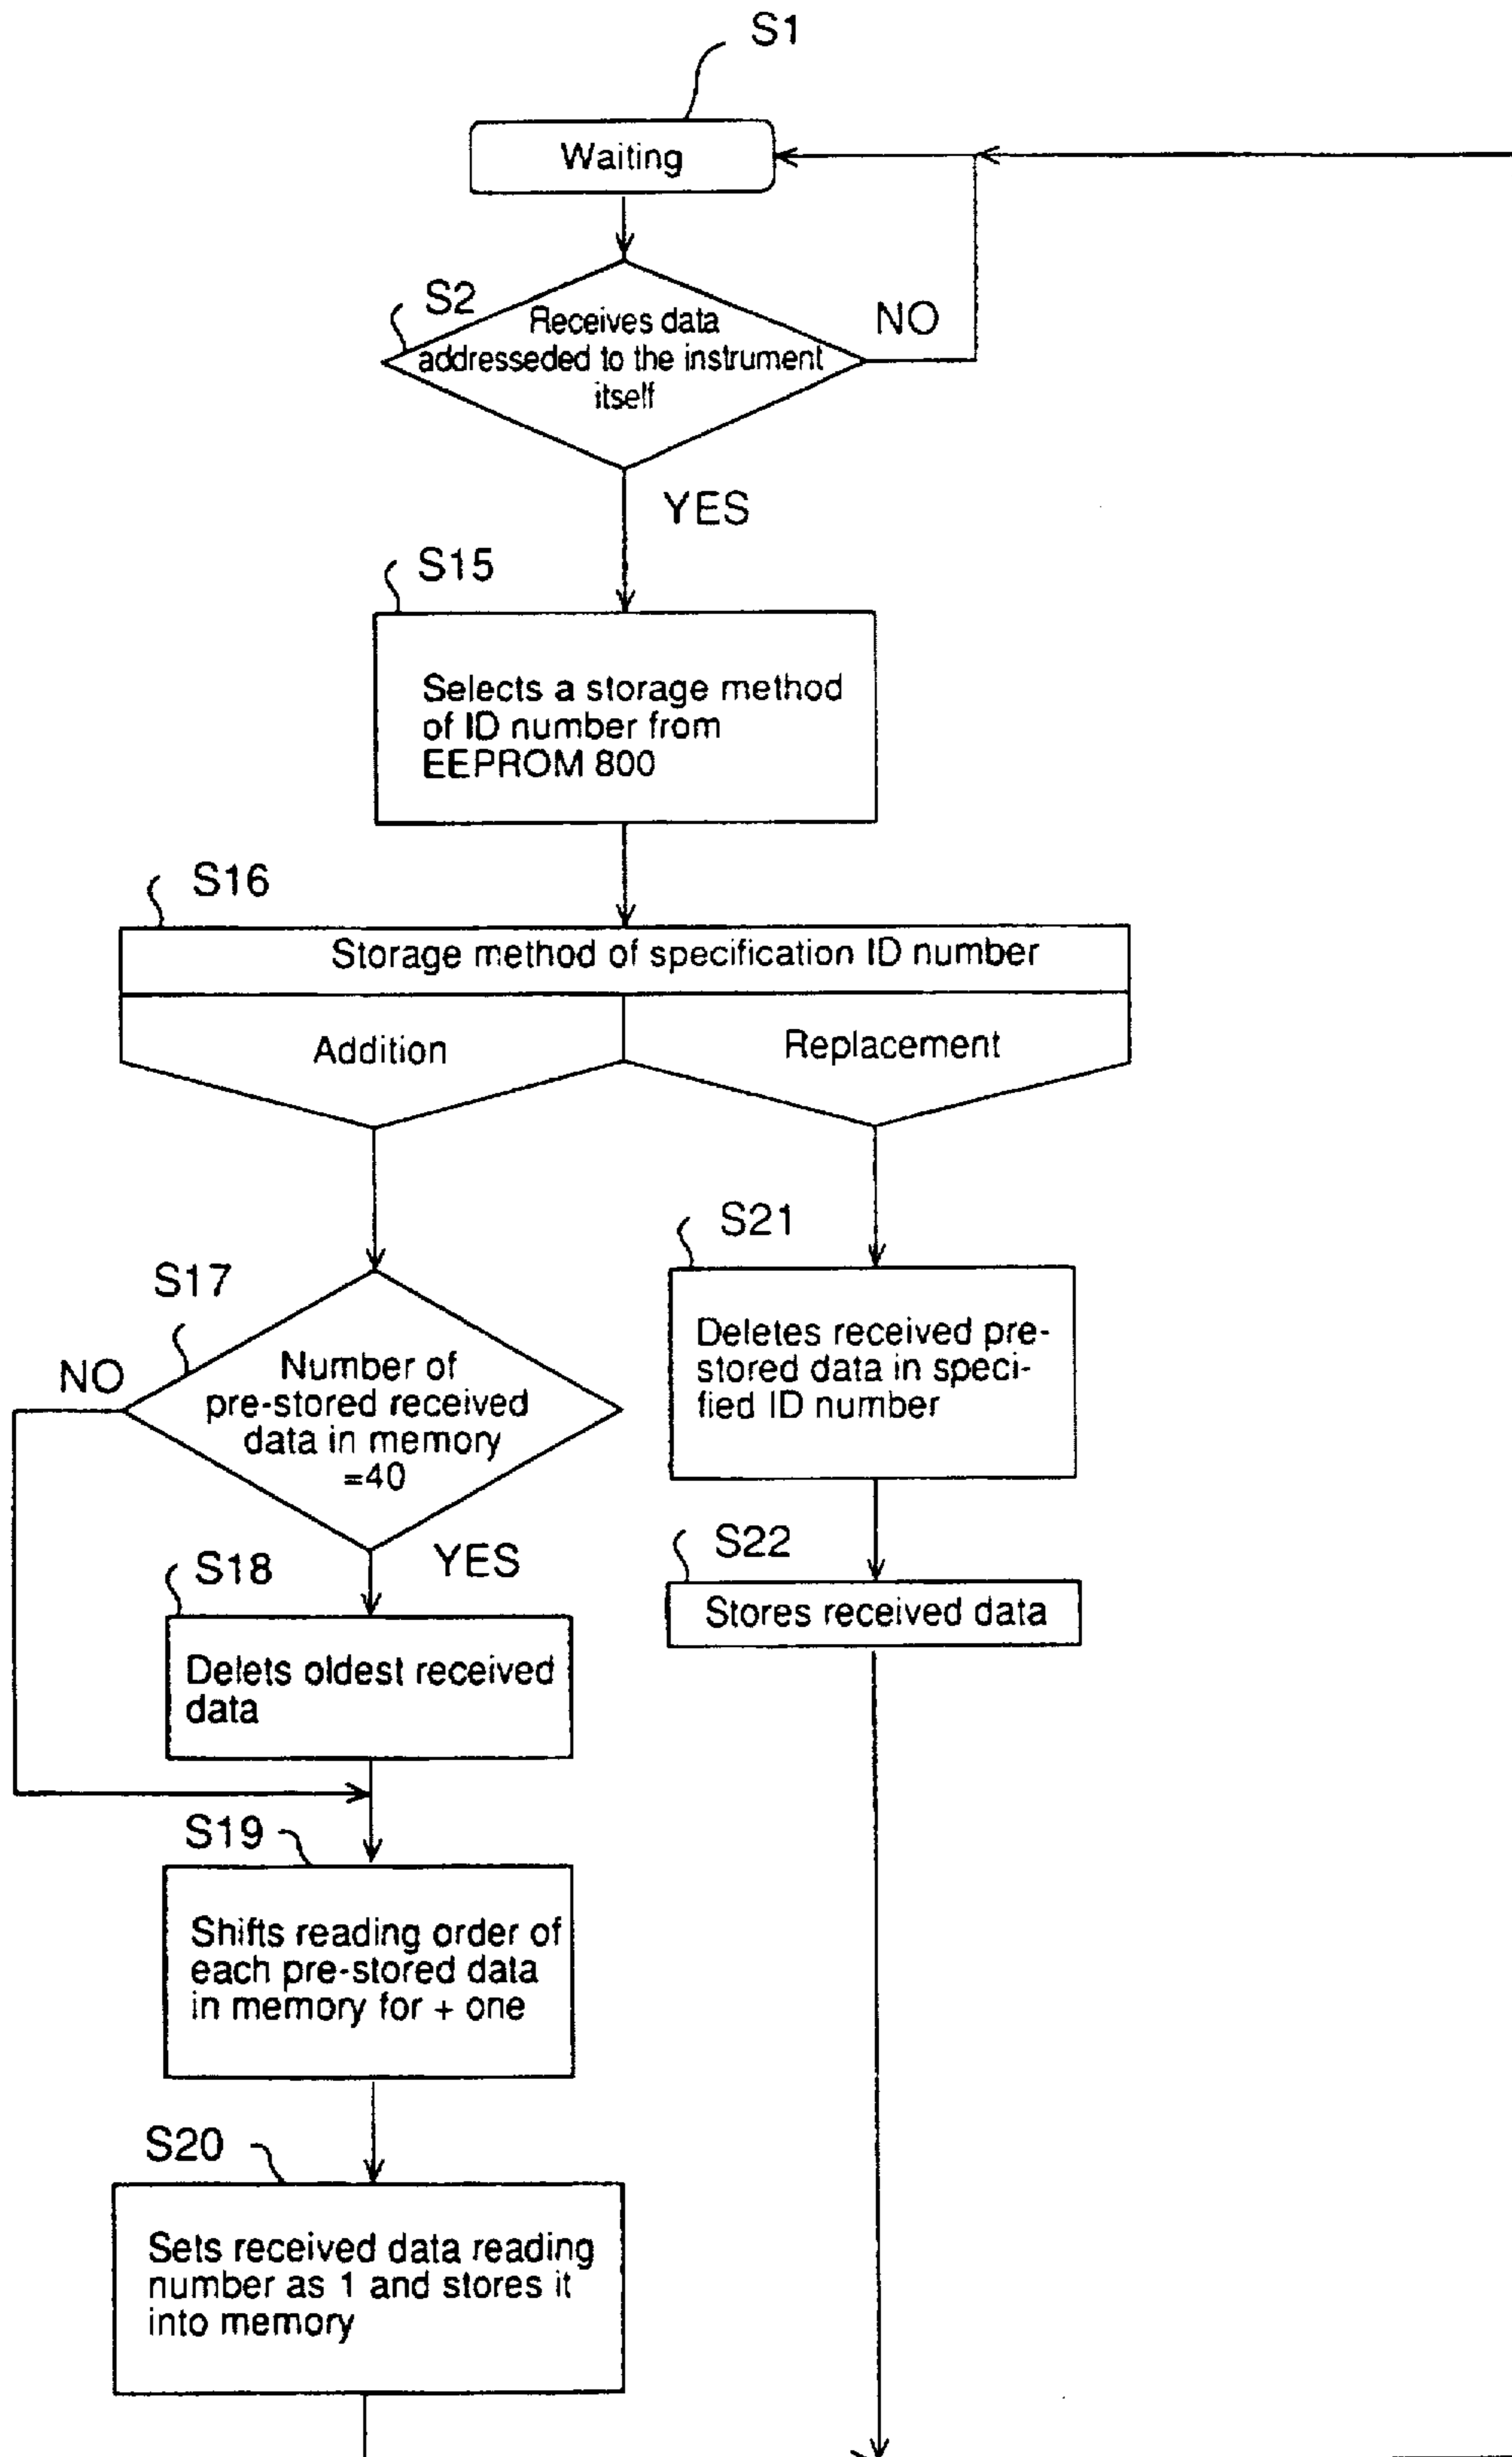 S1
Waiting
S2
Receives data
addresseded to the instrument
itself
NO
YES
S15
Selects a storage method
of ID number from
EEPROM 800
S16
Storage method of specification ID number
Addition
Replacement
S17
NO
Number of
pre-stored received
data in memory
=40
YES
S18
Delets oldest received
data
S19
Shifts reading order of
each pre-stored data
in memory for + one
S20
Sets received data reading
number as 1 and stores it
into memory
S21
Deletes received pre-
stored data in speci-
fied ID number
S22
Stores received data